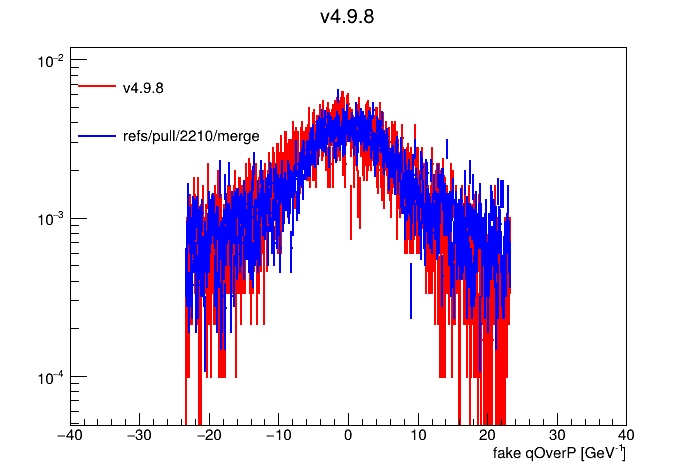 v4.9.8
10⁻²
v4.9.8
refs/pull/2210/merge
10⁻³
10⁻⁴
−40 −30 −20 −10 0 10 20 30 40
fake qOverP [GeV⁻¹]